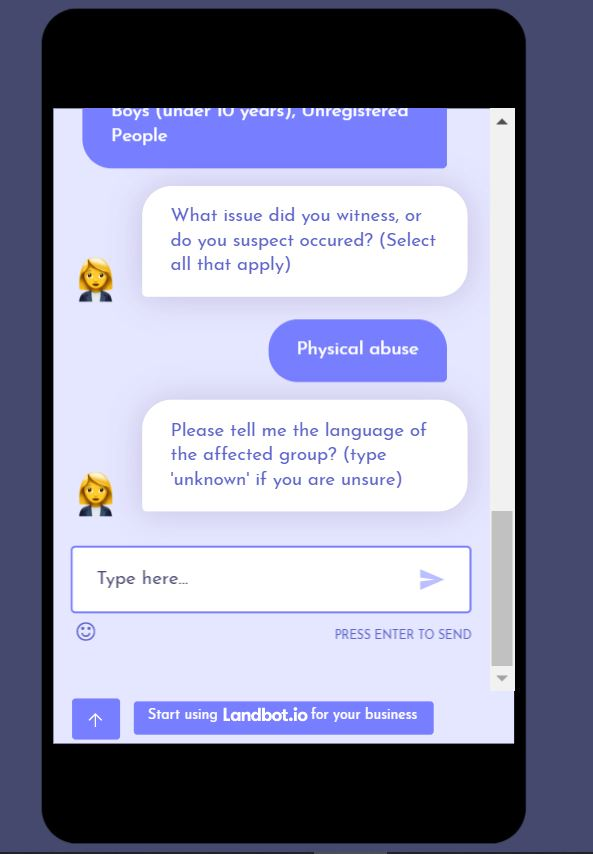 Boys (under 10 years), Unregistered
People
What issue did you witness, or
do you suspect occured? (Select
all that apply)
Physical abuse
Please tell me the language of
the affected group? (type
'unknown' if you are unsure)
Type here...
PRESS ENTER TO SEND
Start using Landbot.io for your business